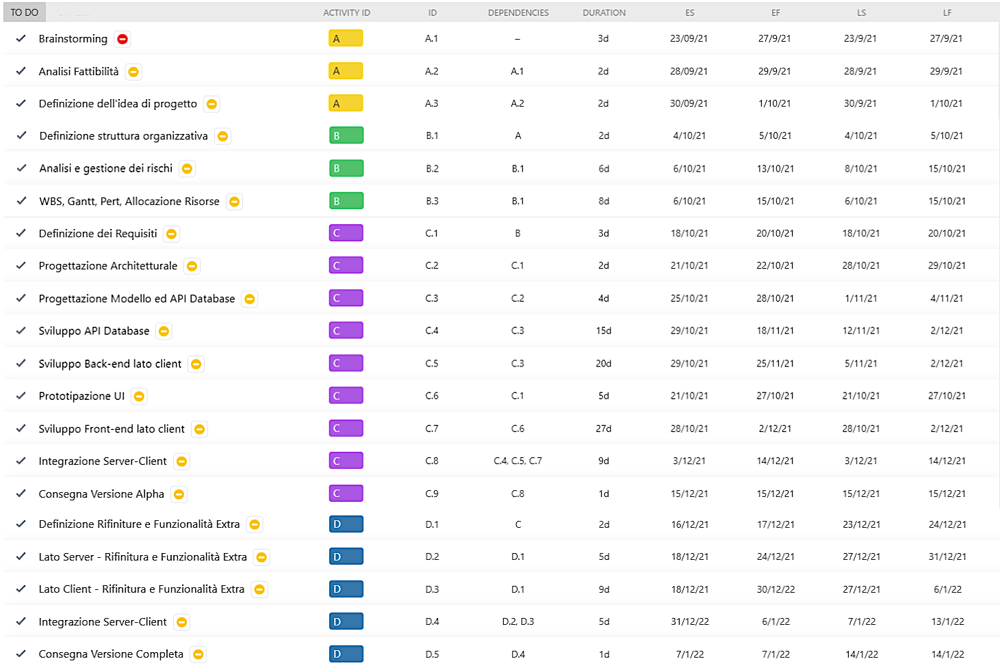 TO DO ACTIVITY ID ID DEPENDENCIES DURATION ES EF LS LF
Brainstorming A A.1 – 3d 23/09/21 27/9/21 23/9/21 27/9/21
Analisi Fattibilità A A.2 A.1 2d 28/09/21 29/9/21 28/9/21 29/9/21
Definizione dell'idea di progetto A A.3 A.2 2d 30/09/21 1/10/21 30/9/21 1/10/21
Definizione struttura organizzativa B B.1 A 2d 4/10/21 5/10/21 4/10/21 5/10/21
Analisi e gestione dei rischi B B.2 B.1 6d 6/10/21 13/10/21 8/10/21 15/10/21
WBS, Gantt, Pert, Allocazione Risorse B B.3 B.1 8d 6/10/21 15/10/21 6/10/21 15/10/21
Definizione dei Requisiti C C.1 B 3d 18/10/21 20/10/21 18/10/21 20/10/21
Progettazione Architetturale C C.2 C.1 2d 21/10/21 22/10/21 28/10/21 29/10/21
Progettazione Modello ed API Database C C.3 C.2 4d 25/10/21 28/10/21 1/11/21 4/11/21
Sviluppo API Database C C.4 C.3 15d 29/10/21 18/11/21 12/11/21 2/12/21
Sviluppo Back-end lato client C C.5 C.3 20d 29/10/21 25/11/21 5/11/21 2/12/21
Prototipazione UI C C.6 C.1 5d 21/10/21 27/10/21 21/10/21 27/10/21
Sviluppo Front-end lato client C C.7 C.6 27d 28/10/21 2/12/21 28/10/21 2/12/21
Integrazione Server-Client C C.8 C.4, C.5, C.7 9d 3/12/21 14/12/21 3/12/21 14/12/21
Consegna Versione Alpha C C.9 C.8 1d 15/12/21 15/12/21 15/12/21 15/12/21
Definizione Rifiniture e Funzionalità Extra D D.1 C 2d 16/12/21 17/12/21 23/12/21 24/12/21
Lato Server - Rifinitura e Funzionalità Extra D D.2 D.1 5d 18/12/21 24/12/21 27/12/21 31/12/21
Lato Client - Rifinitura e Funzionalità Extra D D.3 D.1 9d 18/12/21 30/12/22 27/12/21 6/1/22
Integrazione Server-Client D D.4 D.2, D.3 5d 31/12/22 6/1/22 7/1/22 13/1/22
Consegna Versione Completa D D.5 D.4 1d 7/1/22 7/1/22 14/1/22 14/1/22